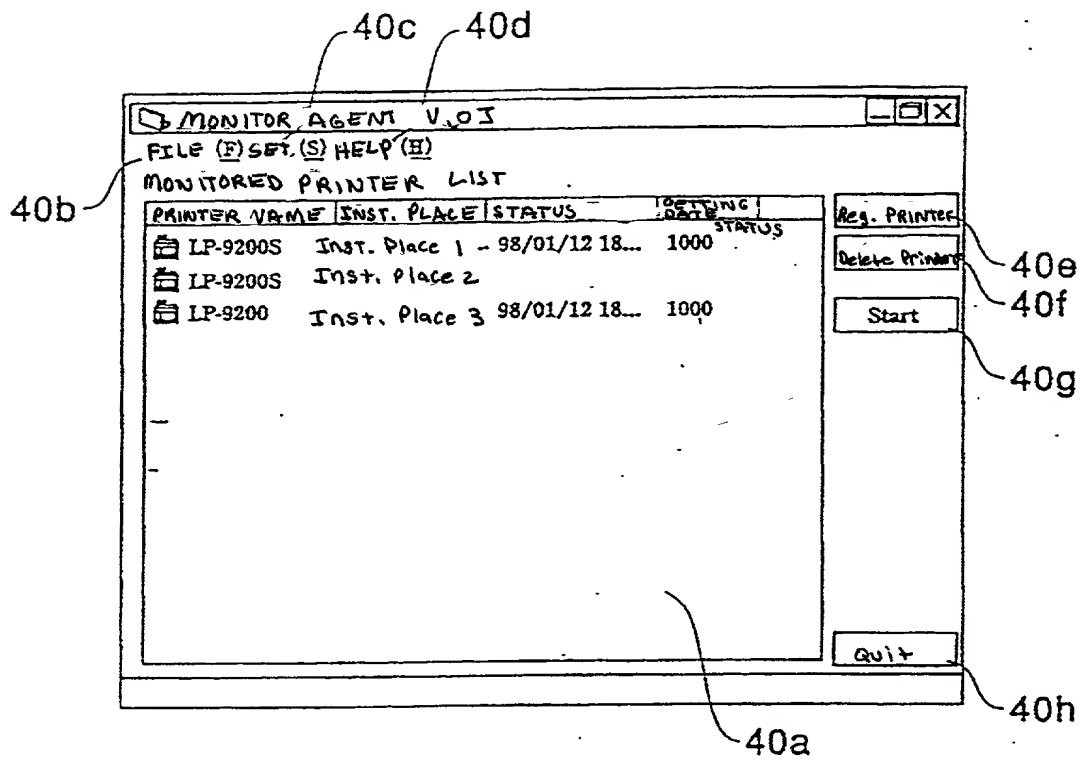 40c 40d
MONITOR AGENT V.0J
FILE (F) SET. (S) HELP (H)
MONITORED PRINTER LIST
40b
PRINTER NAME INST. PLACE STATUS GETTING DATE STATUS
Reg. PRINTER
LP-9200S Inst. Place 1 - 98/01/12 18... 1000
Delete Printer
40e
LP-9200S Inst. Place 2
40f
LP-9200 Inst. Place 3 98/01/12 18... 1000
Start
40g
Quit
40h
40a